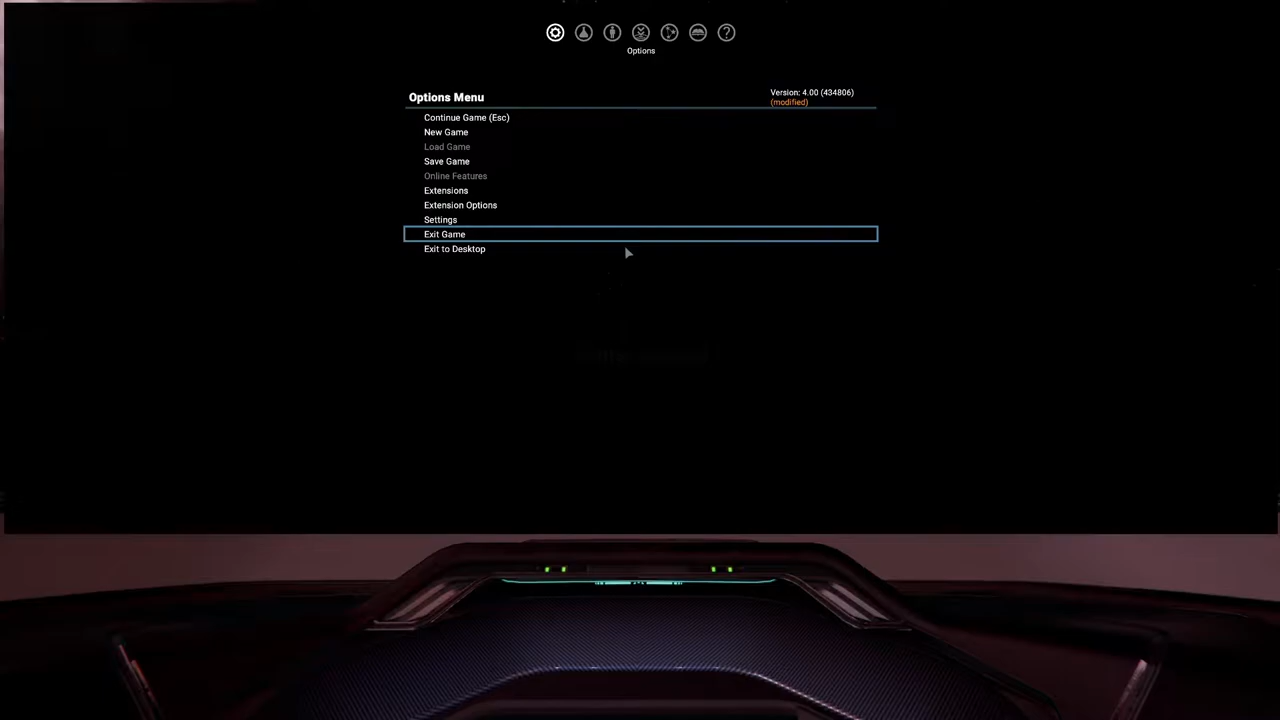 Options
Options Menu
Version: 4.00 (434806)
(modified)
Continue Game (Esc)
New Game
Load Game
Save Game
Online Features
Extensions
Extension Options
Settings
Exit Game
Exit to Desktop